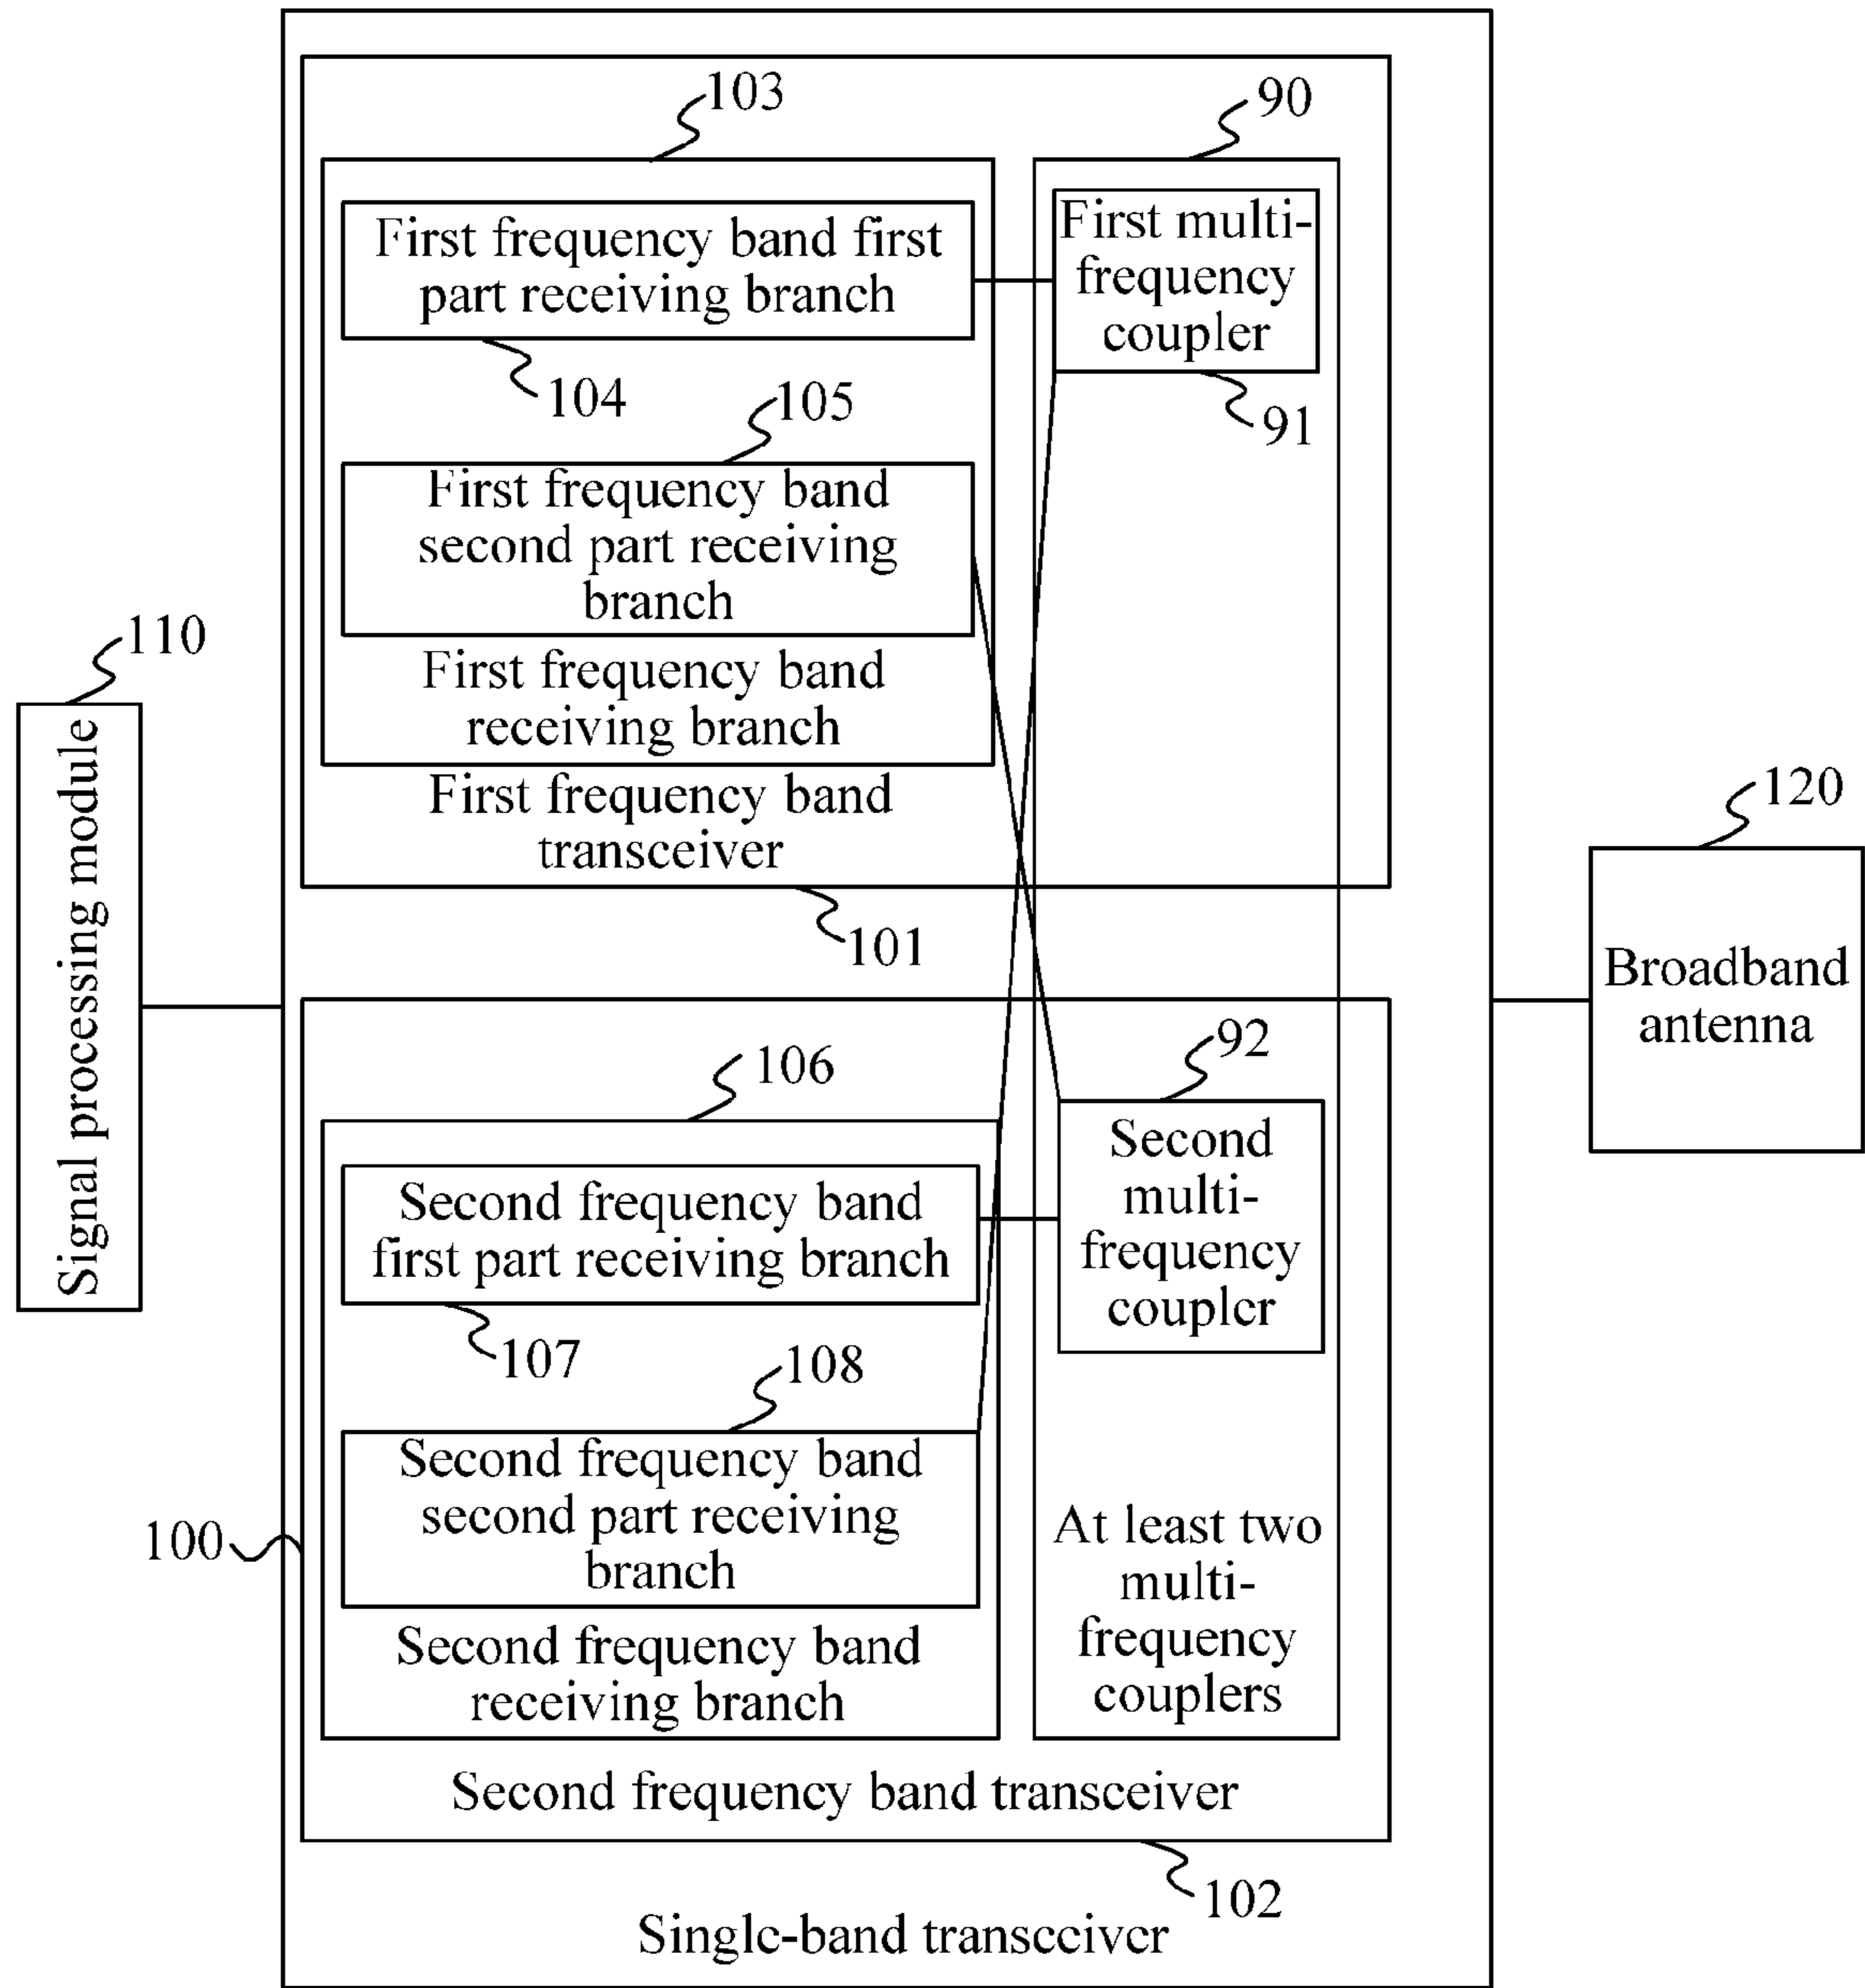 103
90
First frequency band first
part receiving branch
First multi-
frequency
coupler
104
105
91
First frequency band
second part receiving
branch
First frequency band
receiving branch
First frequency band
transceiver
101
110
Signal processing module
120
Broadband
antenna
92
106
Second frequency band
first part receiving branch
Second
multi-
frequency
coupler
107
108
Second frequency band
second part receiving
branch
100
At least two
multi-
frequency
couplers
Second frequency band
receiving branch
Second frequency band transceiver
102
Single-band transceiver